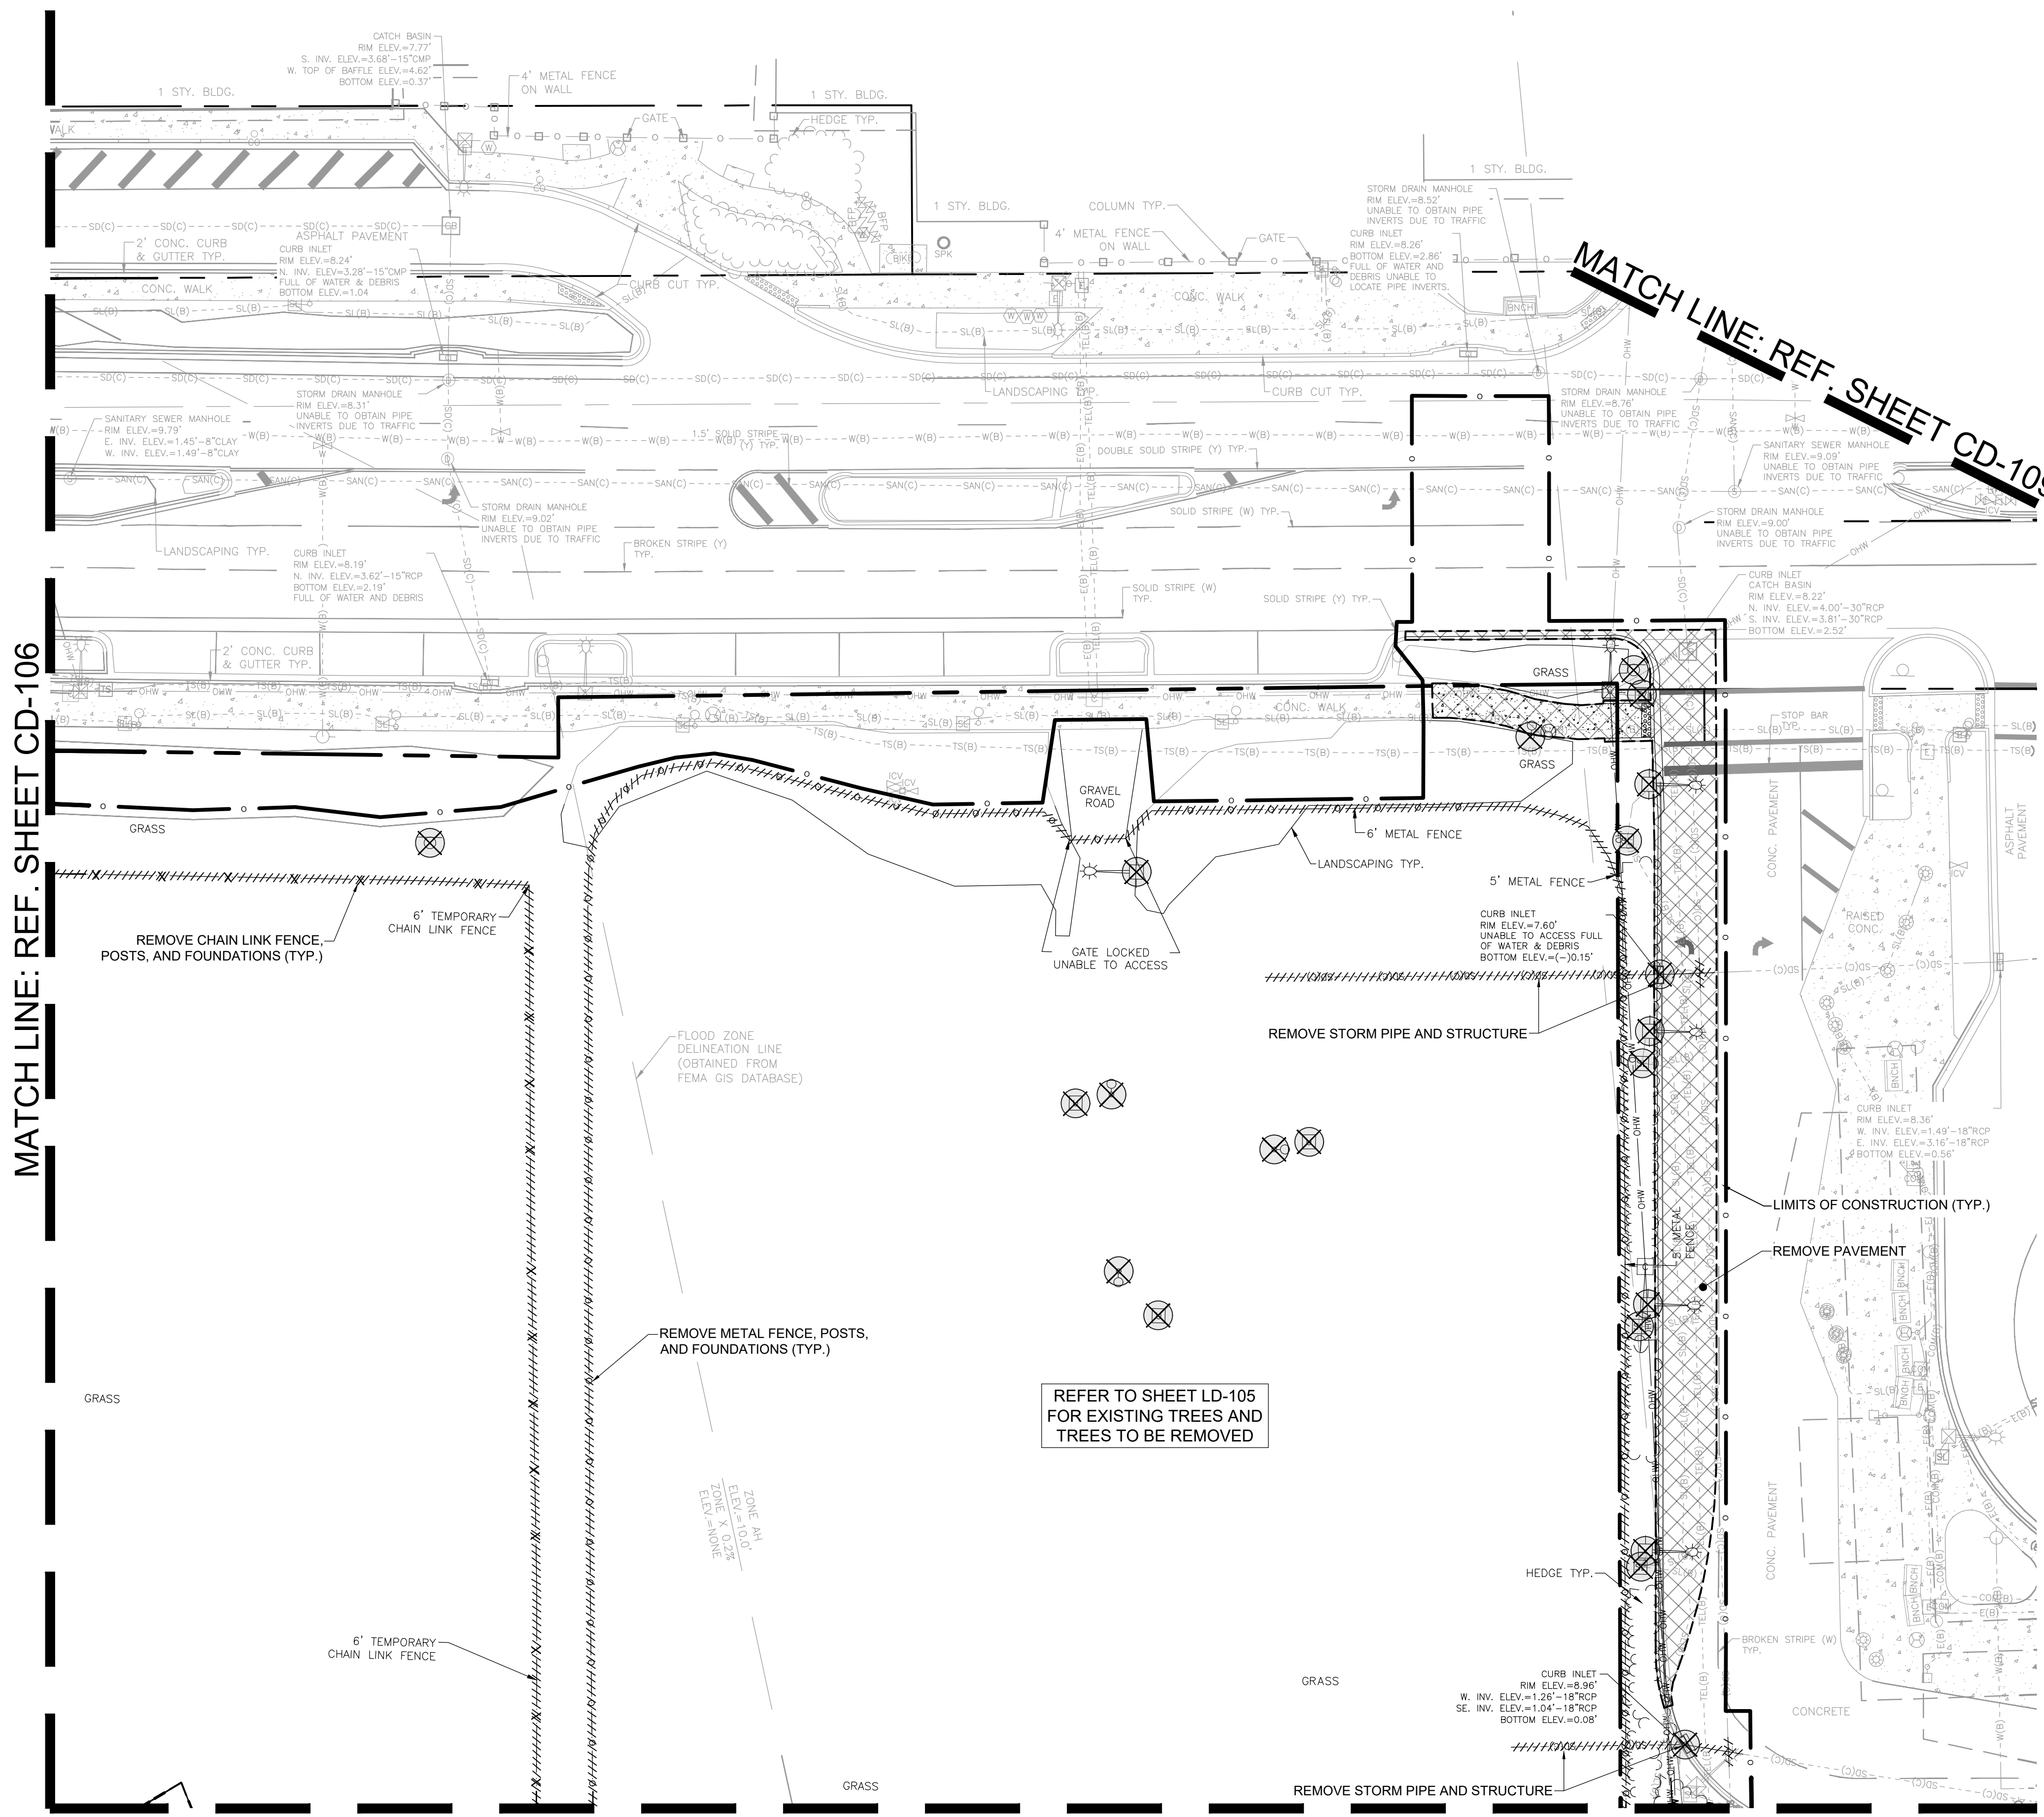 CATCH BASIN
RIM ELEV.=7.77'
S. INV. ELEV.=3.68'-15"CMP
W. TOP OF BAFFLE ELEV.=4.62'
BOTTOM ELEV.=0.37'
4' METAL FENCE
ON WALL
1 STY. BLDG.
1 STY. BLDG.
GATE
HEDGE TYP.
1 STY. BLDG.
STORM DRAIN MANHOLE
RIM ELEV.=8.52'
UNABLE TO OBTAIN PIPE
INVERTS DUE TO TRAFFIC
1 STY. BLDG.
COLUMN TYP.
4' METAL FENCE
ON WALL
GATE
CURB INLET
RIM ELEV.=8.26'
BOTTOM ELEV.=2.86'
FULL OF WATER AND
DEBRIS UNABLE TO
LOCATE PIPE INVERTS.
BFP
BFP
BIKE
SPK
MATCH LINE: REF. SHEET CD-109
2' CONC. CURB
& GUTTER TYP.
ASPHALT PAVEMENT
CURB INLET
RIM ELEV.=8.24'
N. INV. ELEV=3.28'-15"CMP
FULL OF WATER & DEBRIS
BOTTOM ELEV.=1.04
CONC. WALK
CURB CUT TYP.
CONC. WALK
BNCH
LANDSCAPING TYP.
CURB CUT TYP.
STORM DRAIN MANHOLE
RIM ELEV.=8.31'
UNABLE TO OBTAIN PIPE
INVERTS DUE TO TRAFFIC
STORM DRAIN MANHOLE
RIM ELEV.=8.76'
UNABLE TO OBTAIN PIPE
INVERTS DUE TO TRAFFIC
SANITARY SEWER MANHOLE
RIM ELEV.=9.79'
E. INV. ELEV.=1.45'-8"CLAY
W. INV. ELEV.=1.49'-8"CLAY
1.5' SOLID STRIPE
(Y) TYP.
DOUBLE SOLID STRIPE (Y) TYP.
SANITARY SEWER MANHOLE
RIM ELEV.=9.09'
UNABLE TO OBTAIN PIPE
INVERTS DUE TO TRAFFIC
STORM DRAIN MANHOLE
RIM ELEV.=9.02'
UNABLE TO OBTAIN PIPE
INVERTS DUE TO TRAFFIC
SOLID STRIPE (W) TYP.
STORM DRAIN MANHOLE
RIM ELEV.=9.00'
UNABLE TO OBTAIN PIPE
INVERTS DUE TO TRAFFIC
LANDSCAPING TYP.
BROKEN STRIPE (Y)
TYP.
CURB INLET
RIM ELEV.=8.19'
N. INV. ELEV.=3.62'-15"RCP
BOTTOM ELEV.=2.19'
FULL OF WATER AND DEBRIS
SOLID STRIPE (W)
TYP.
SOLID STRIPE (Y) TYP.
CURB INLET
CATCH BASIN
RIM ELEV.=8.22'
N. INV. ELEV.=4.00'-30"RCP
S. INV. ELEV.=3.81'-30"RCP
BOTTOM ELEV.=2.52'
2' CONC. CURB
& GUTTER TYP.
GRASS
CONC. WALK
STOP BAR
TYP.
GRASS
MATCH LINE: REF. SHEET CD-106
GRASS
ICV
ICV
GRAVEL
ROAD
6' METAL FENCE
LANDSCAPING TYP.
5' METAL FENCE
CONC. PAVEMENT
ASPHALT
PAVEMENT
ICV
RAISED
CONC.
6' TEMPORARY
CHAIN LINK FENCE
REMOVE CHAIN LINK FENCE,
POSTS, AND FOUNDATIONS (TYP.)
GATE LOCKED
UNABLE TO ACCESS
CURB INLET
RIM ELEV.=7.60'
UNABLE TO ACCESS FULL
OF WATER & DEBRIS
BOTTOM ELEV.=(-)0.15'
REMOVE STORM PIPE AND STRUCTURE
FLOOD ZONE
DELINEATION LINE
(OBTAINED FROM
FEMA GIS DATABASE)
BNCH
CURB INLET
RIM ELEV.=8.36'
W. INV. ELEV.=1.49'-18"RCP
E. INV. ELEV.=3.16'-18"RCP
BOTTOM ELEV.=0.56'
LIMITS OF CONSTRUCTION (TYP.)
5' METAL
FENCE
REMOVE PAVEMENT
REMOVE METAL FENCE, POSTS,
AND FOUNDATIONS (TYP.)
GRASS
REFER TO SHEET LD-105
FOR EXISTING TREES AND
TREES TO BE REMOVED
ZONE AH
ELEV.=10.0'
ZONE X 0.2%
ELEV.=NONE
CONC. PAVEMENT
HEDGE TYP.
6' TEMPORARY
CHAIN LINK FENCE
BROKEN STRIPE (W)
TYP.
GRASS
CURB INLET
RIM ELEV.=8.96'
W. INV. ELEV.=1.26'-18"RCP
SE. INV. ELEV.=1.04'-18"RCP
BOTTOM ELEV.=0.08'
CONCRETE
GRASS
REMOVE STORM PIPE AND STRUCTURE